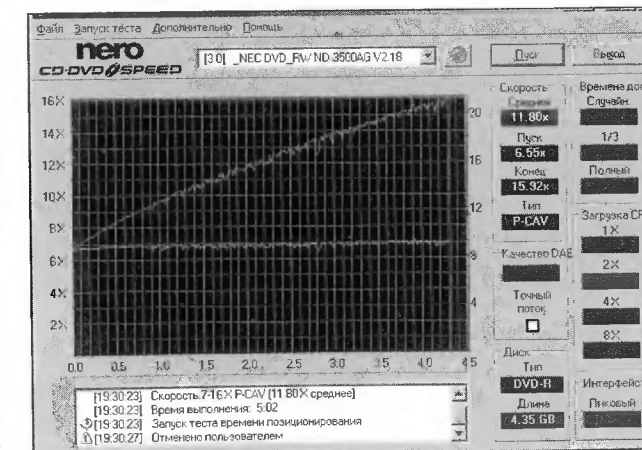 Файл Запуск теста Дополнительно Помощь
nero
CD-DVD SPEED
[3:0] _NEC DVD_RW ND-3500AG V2.18
Пуск
Выход
16X
14X
12X
10X
8X
6X
4X
2X
20
16
12
8
4
0.0 0.5 1.0 1.5 2.0 2.5 3.0 3.5 4.0 4.5
Скорость
Средняя
11.80x
Пуск
6.55x
Конец
15.92x
Тип
P-CAV
Качество DAE
Точный
поток
Диск
Тип
DVD-R
Длина
4.35 GB
Времена дос
Случайн.
1/3
Полный
Загрузка CP
1X
2X
4X
8X
Интерфейс
Пиковый
[19:30:23] Скорость:7-16 X P-CAV [11.80 X среднее]
[19:30:23] Время выполнения: 5:02
[19:30:23] Запуск теста времени позиционирования
[19:30:27] Отменено пользователем